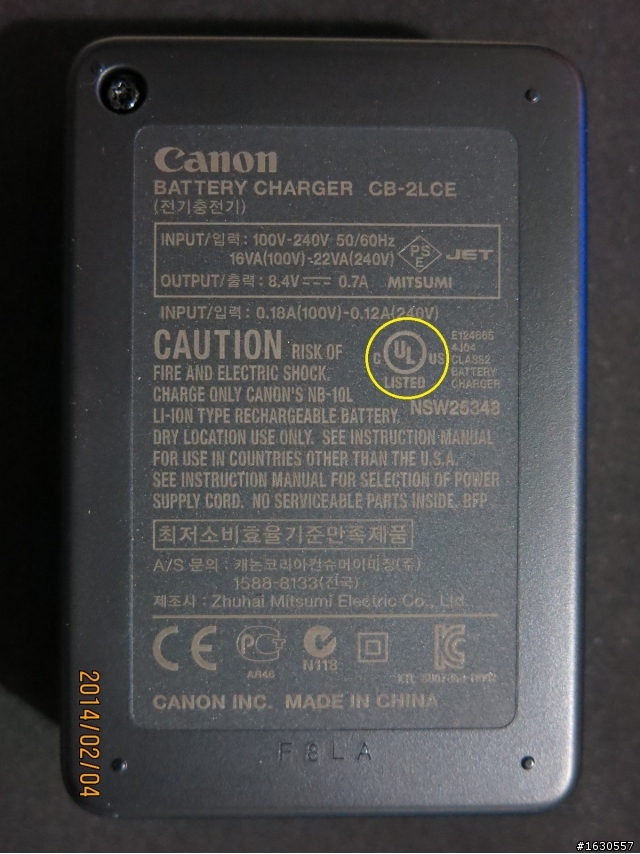 Canon
BATTERY CHARGER CB-2LCE
(전기충전기)
INPUT/입력 : 100V-240V 50/60Hz
16VA(100V)-22VA(240V)
OUTPUT/출력 : 8.4V 0.7A
PS
E
JET
MITSUMI
INPUT/입력 : 0.18A(100V)-0.12A(240V)
CAUTION RISK OF
FIRE AND ELECTRIC SHOCK.
CHARGE ONLY CANON'S NB-10L
LI-ION TYPE RECHARGEABLE BATTERY.
DRY LOCATION USE ONLY. SEE INSTRUCTION MANUAL
FOR USE IN COUNTRIES OTHER THAN THE U.S.A.
SEE INSTRUCTION MANUAL FOR SELECTION OF POWER
SUPPLY CORD. NO SERVICEABLE PARTS INSIDE. BFP
C UL US
LISTED
4J04
CLASS2
BATTERY
CHARGER
NSW25348
최저소비효율기준만족제품
A/S 문의 : 캐논코리아컨슈머이미징(주)
1588-8133(전국)
제조사 : Zhuhai Mitsumi Electric Co., Ltd.
CE
N118
AR46
CANON INC. MADE IN CHINA
F8LA
2014/02/04
#1630557